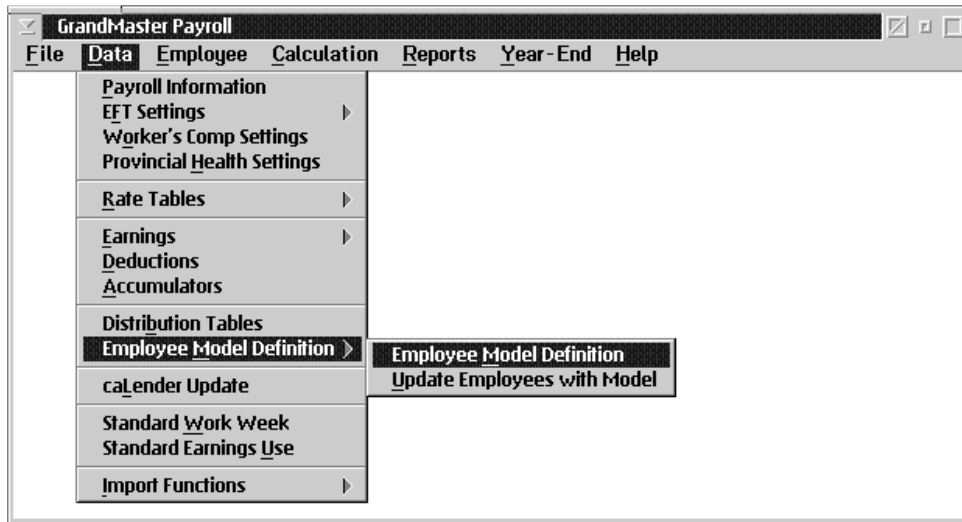 GrandMaster Payroll
File Data Employee Calculation Reports Year-End Help
Payroll Information
EFT Settings
Worker's Comp Settings
Provincial Health Settings
Rate Tables
Earnings
Deductions
Accumulators
Distribution Tables
Employee Model Definition
Employee Model Definition
Update Employees with Model
caLender Update
Standard Work Week
Standard Earnings Use
Import Functions